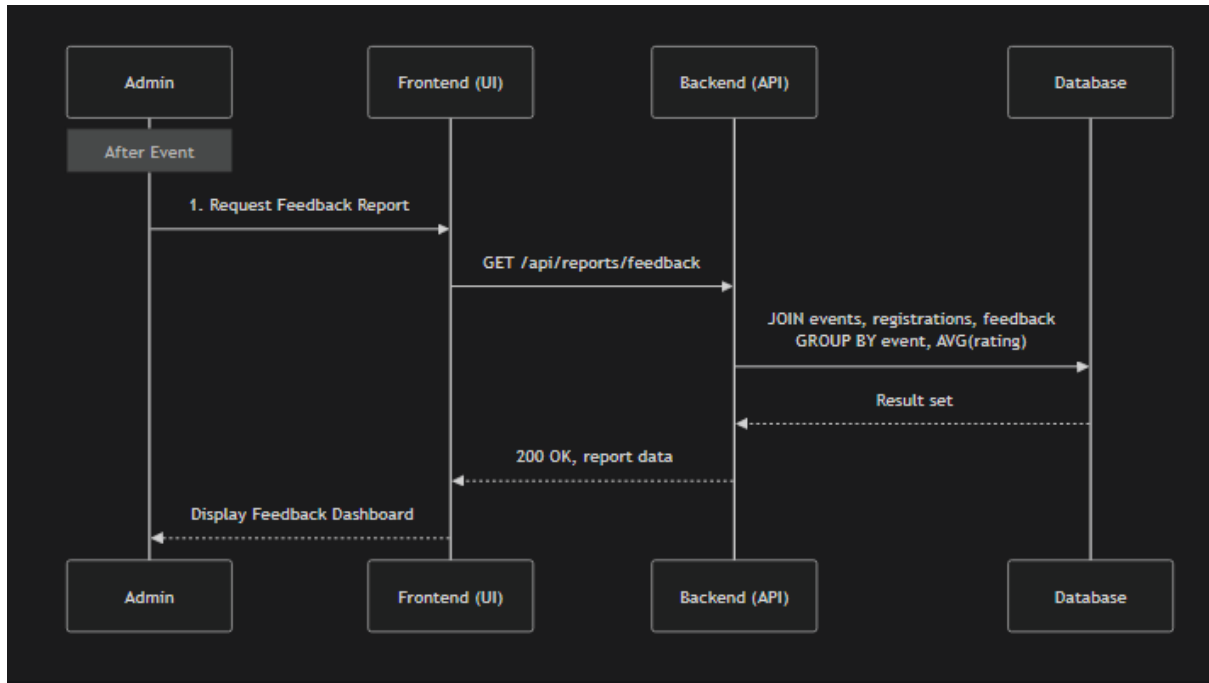 Admin
Frontend (UI)
Backend (API)
Database
After Event
1. Request Feedback Report
GET /api/reports/feedback
JOIN events, registrations, feedback
GROUP BY event, AVG(rating)
Result set
200 OK, report data
Display Feedback Dashboard
Admin
Frontend (UI)
Backend (API)
Database